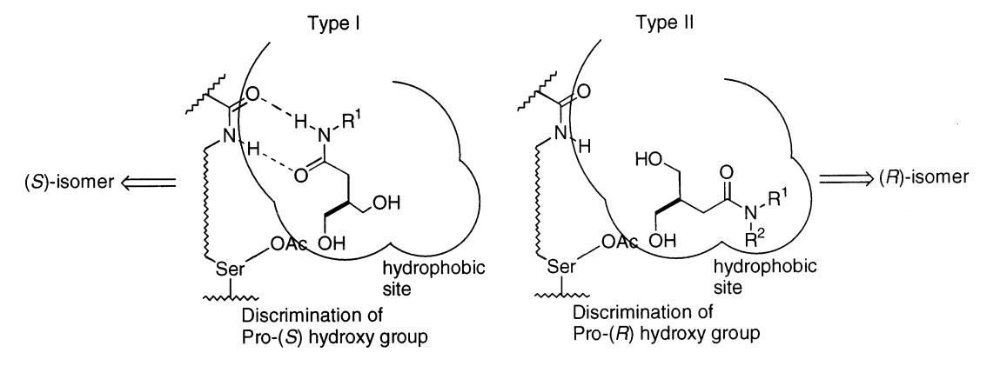 Type I
Type II
O
H
N
R¹
N
H
O
OH
OH
OAc
Ser
(S)-isomer
hydrophobic
site
Discrimination of
Pro-(S) hydroxy group
O
N
H
HO
O
N
R¹
R²
OH
OAc
Ser
(R)-isomer
hydrophobic
site
Discrimination of
Pro-(R) hydroxy group